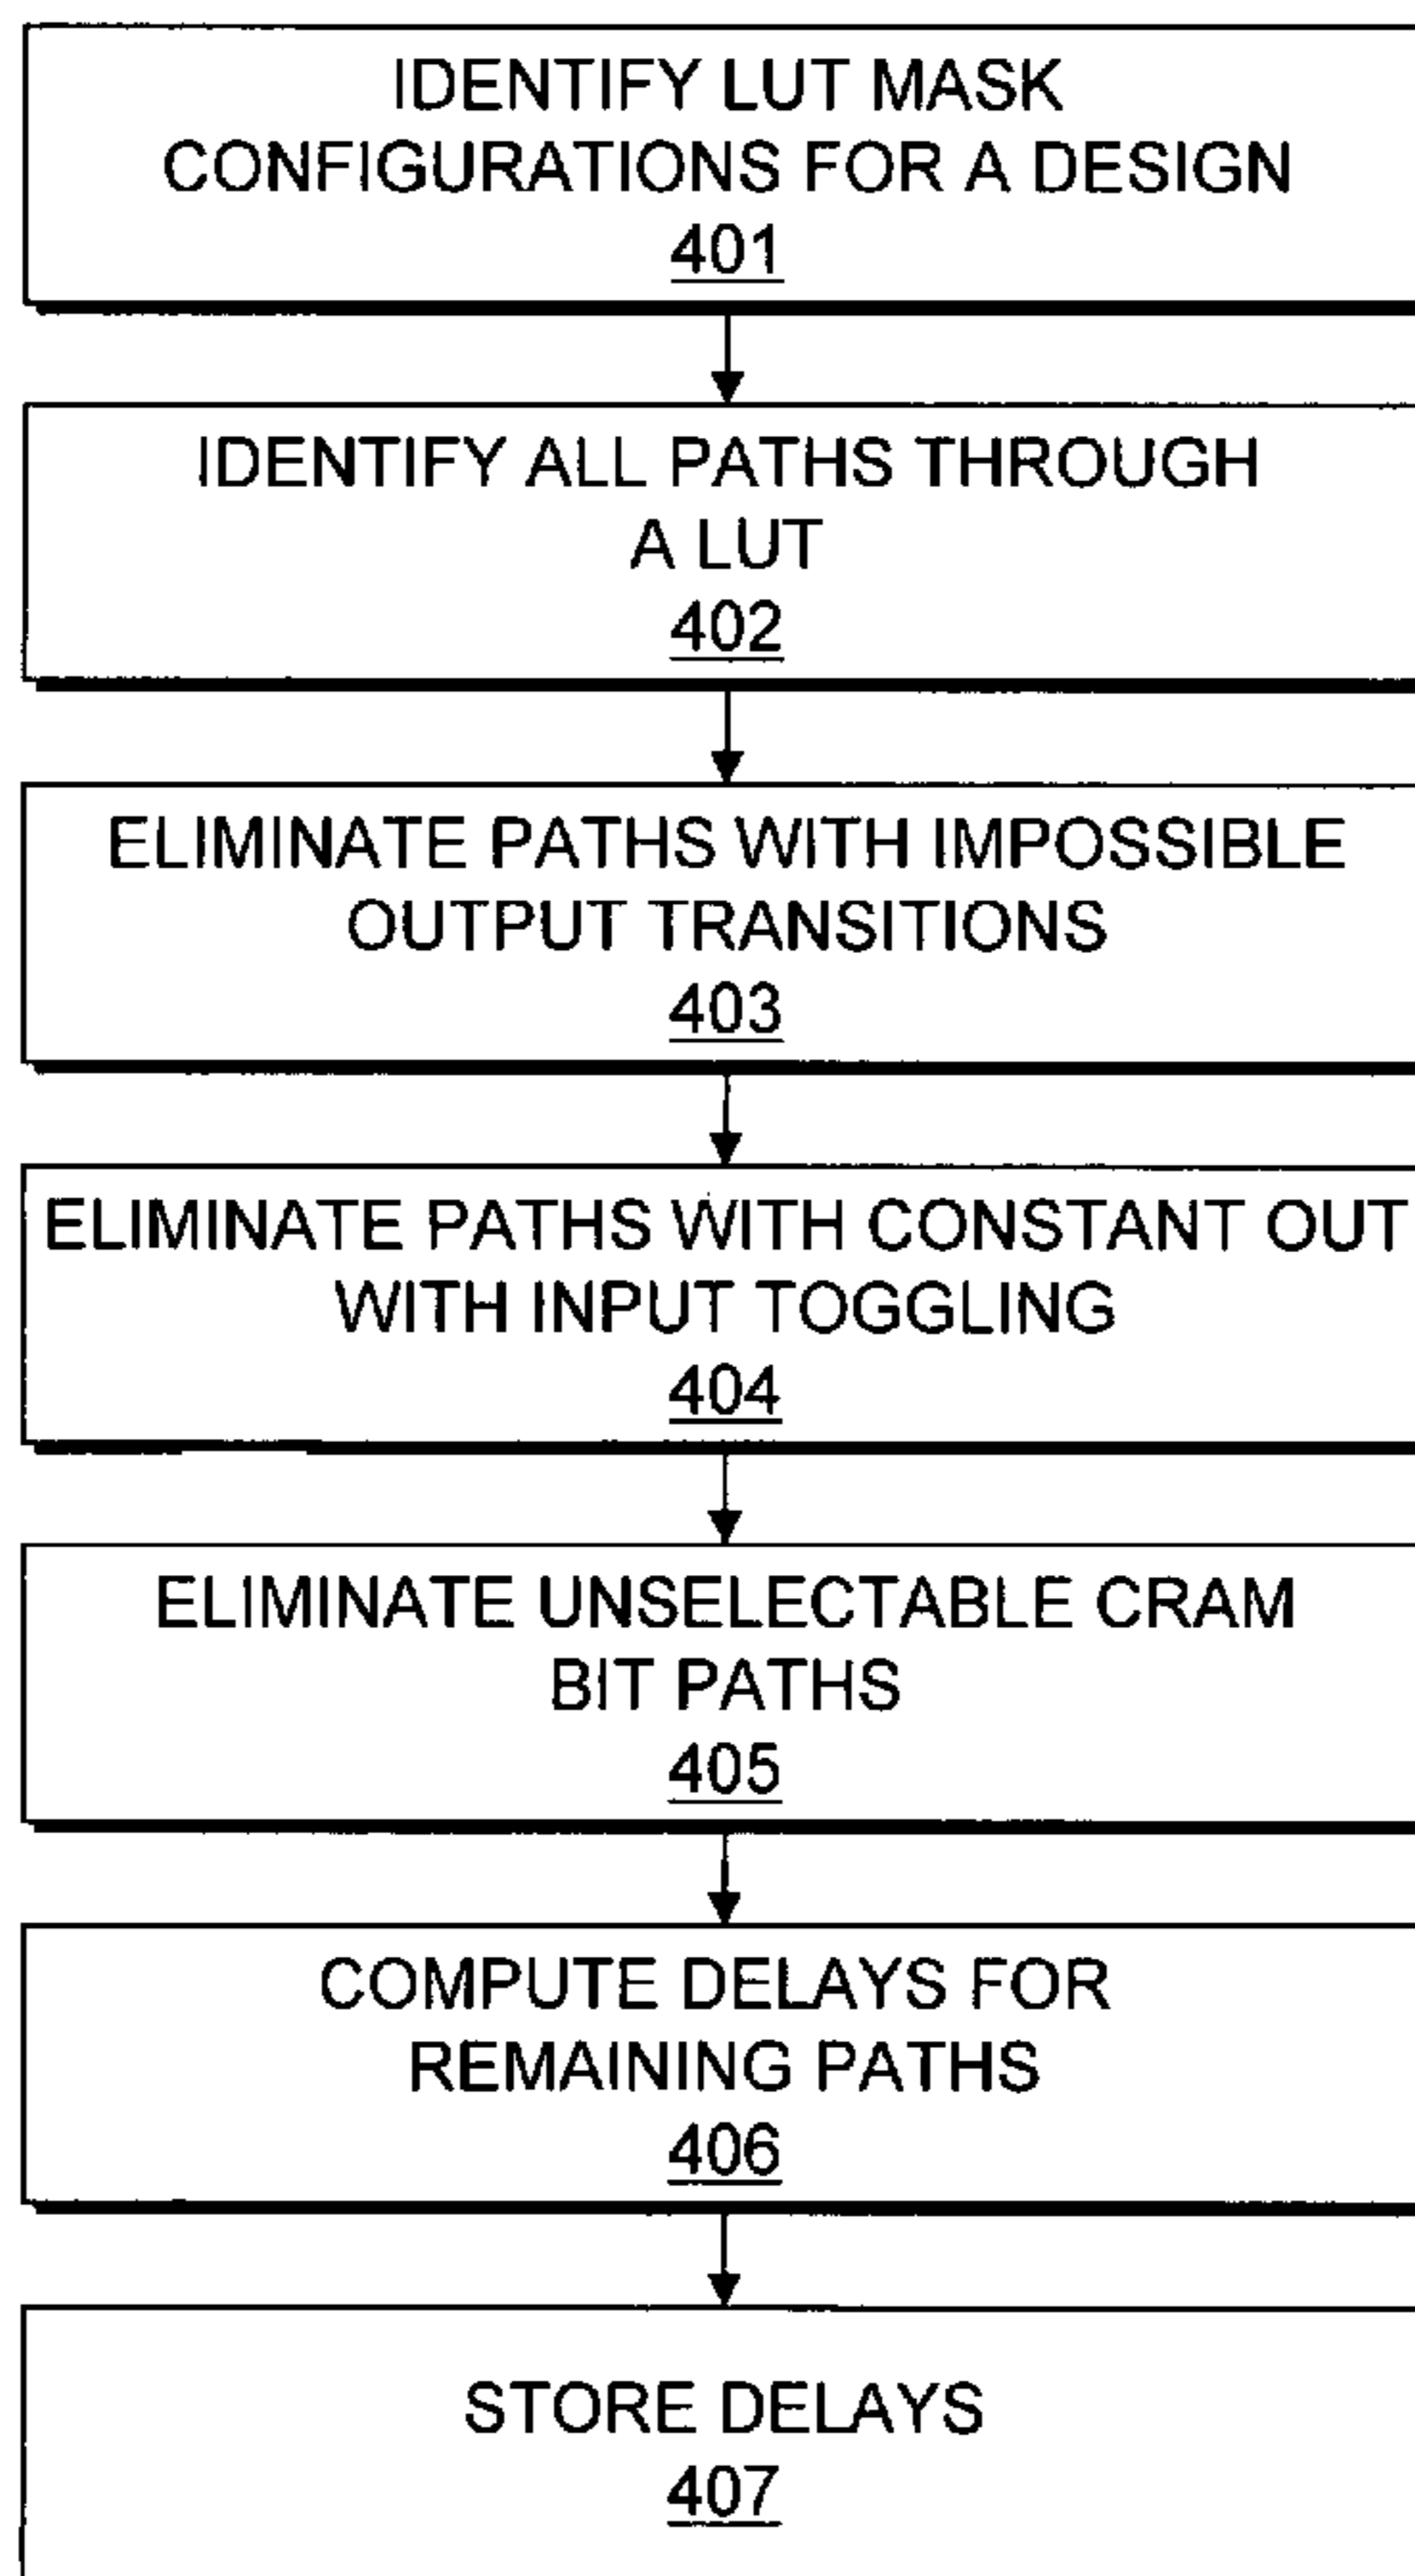 IDENTIFY LUT MASK
CONFIGURATIONS FOR A DESIGN
401
IDENTIFY ALL PATHS THROUGH
A LUT
402
ELIMINATE PATHS WITH IMPOSSIBLE
OUTPUT TRANSITIONS
403
ELIMINATE PATHS WITH CONSTANT OUT
WITH INPUT TOGGLING
404
ELIMINATE UNSELECTABLE CRAM
BIT PATHS
405
COMPUTE DELAYS FOR
REMAINING PATHS
406
STORE DELAYS
407